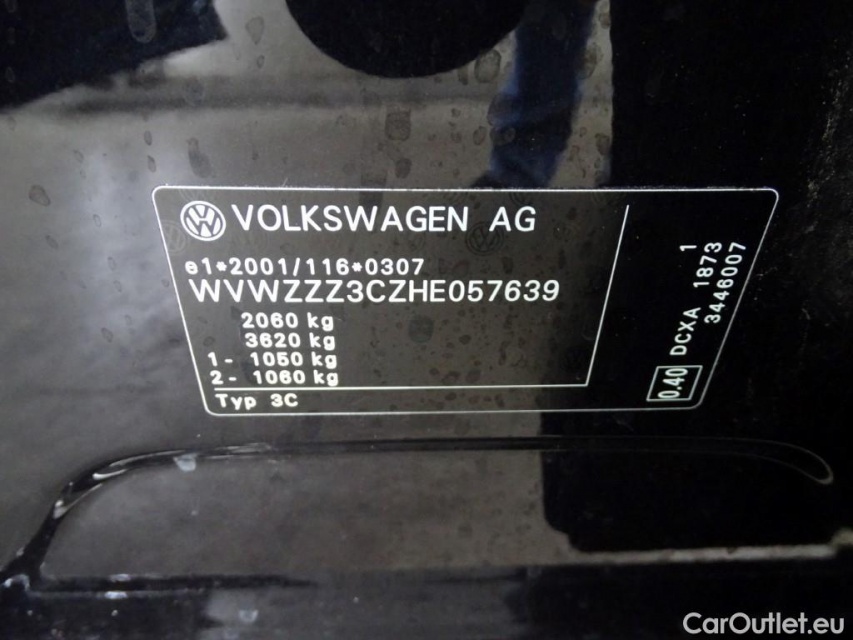 VOLKSWAGEN AG
e1*2001/116*0307
WVWZZZ3CZHE057639
2060 kg
3620 kg
1- 1050 kg
2- 1060 kg
Typ 3C
0.40
DCXA 1873 1
3446007
CarOutlet.eu